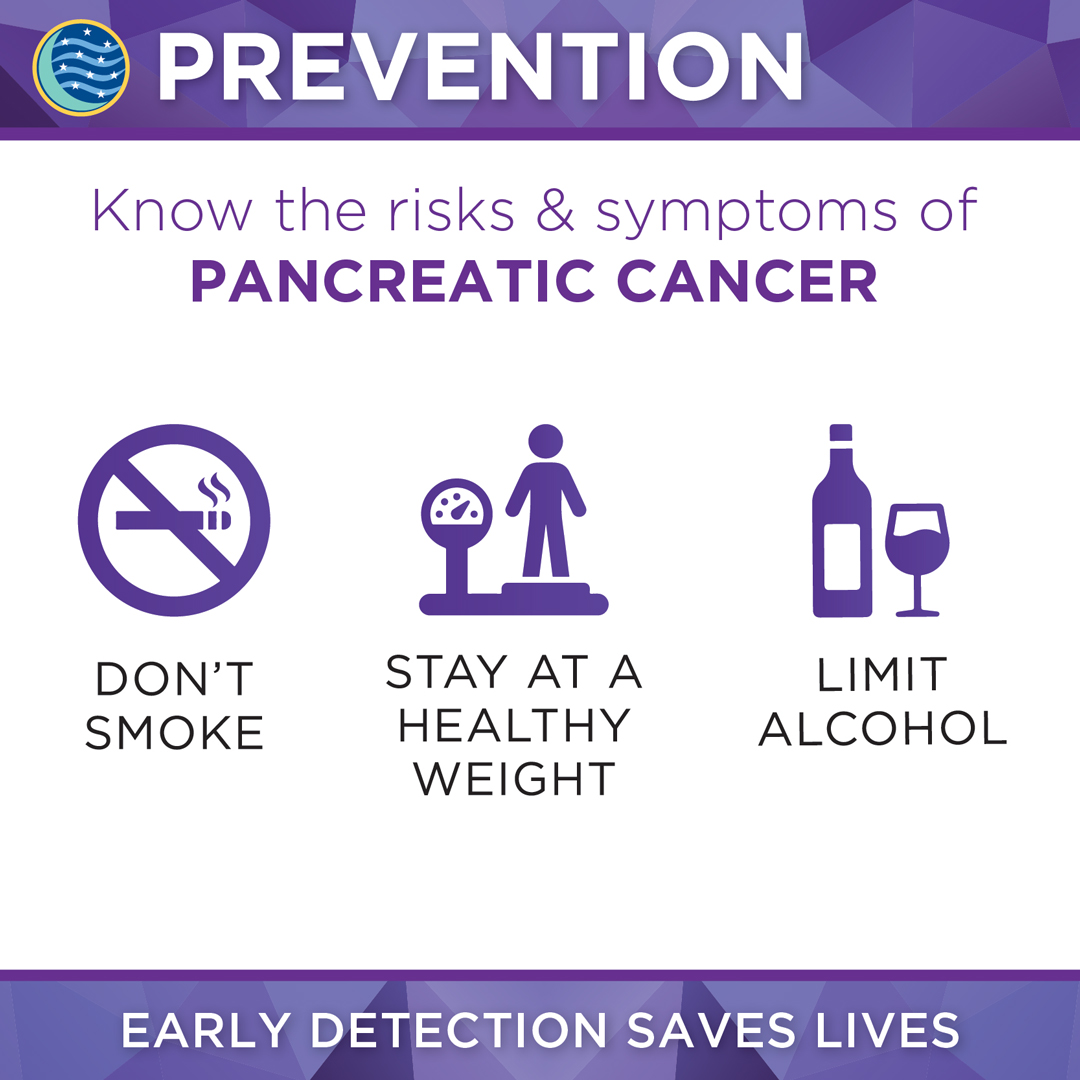 PREVENTION
Know the risks & symptoms of
PANCREATIC CANCER
DON'T
SMOKE
STAY AT A
HEALTHY
WEIGHT
LIMIT
ALCOHOL
EARLY DETECTION SAVES LIVES